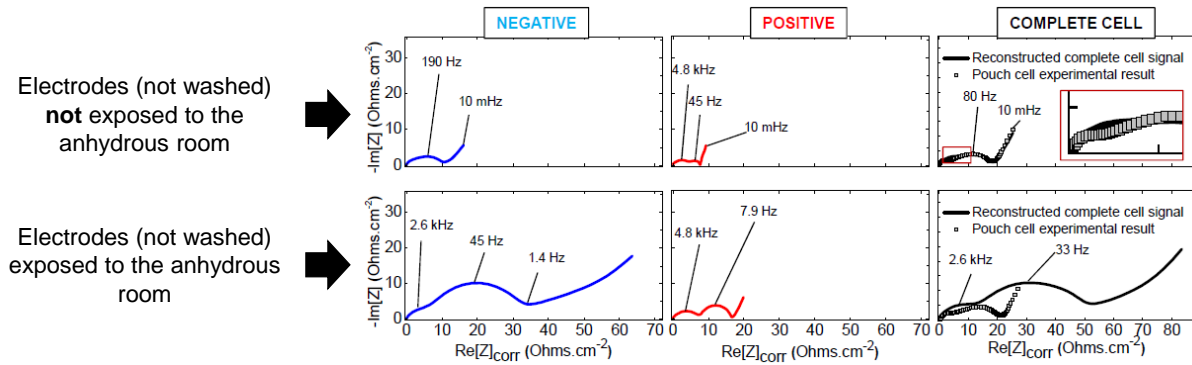 NEGATIVE
POSITIVE
COMPLETE CELL
Electrodes (not washed)
not exposed to the
anhydrous room
-Im[Z] (Ohms.cm⁻²)
30
20
10
0
190 Hz
10 mHz
4.8 kHz
45 Hz
10 mHz
Reconstructed complete cell signal
Pouch cell experimental result
80 Hz
10 mHz
Electrodes (not washed)
exposed to the anhydrous
room
-Im[Z] (Ohms.cm⁻²)
30
20
10
0
2.6 kHz
45 Hz
1.4 Hz
0 10 20 30 40 50 60 70
Re[Z]corr (Ohms.cm⁻²)
4.8 kHz
7.9 Hz
0 10 20 30 40 50 60
Re[Z]corr (Ohms.cm⁻²)
Reconstructed complete cell signal
Pouch cell experimental result
2.6 kHz
33 Hz
0 20 40 60 80
Re[Z]corr (Ohms.cm⁻²)